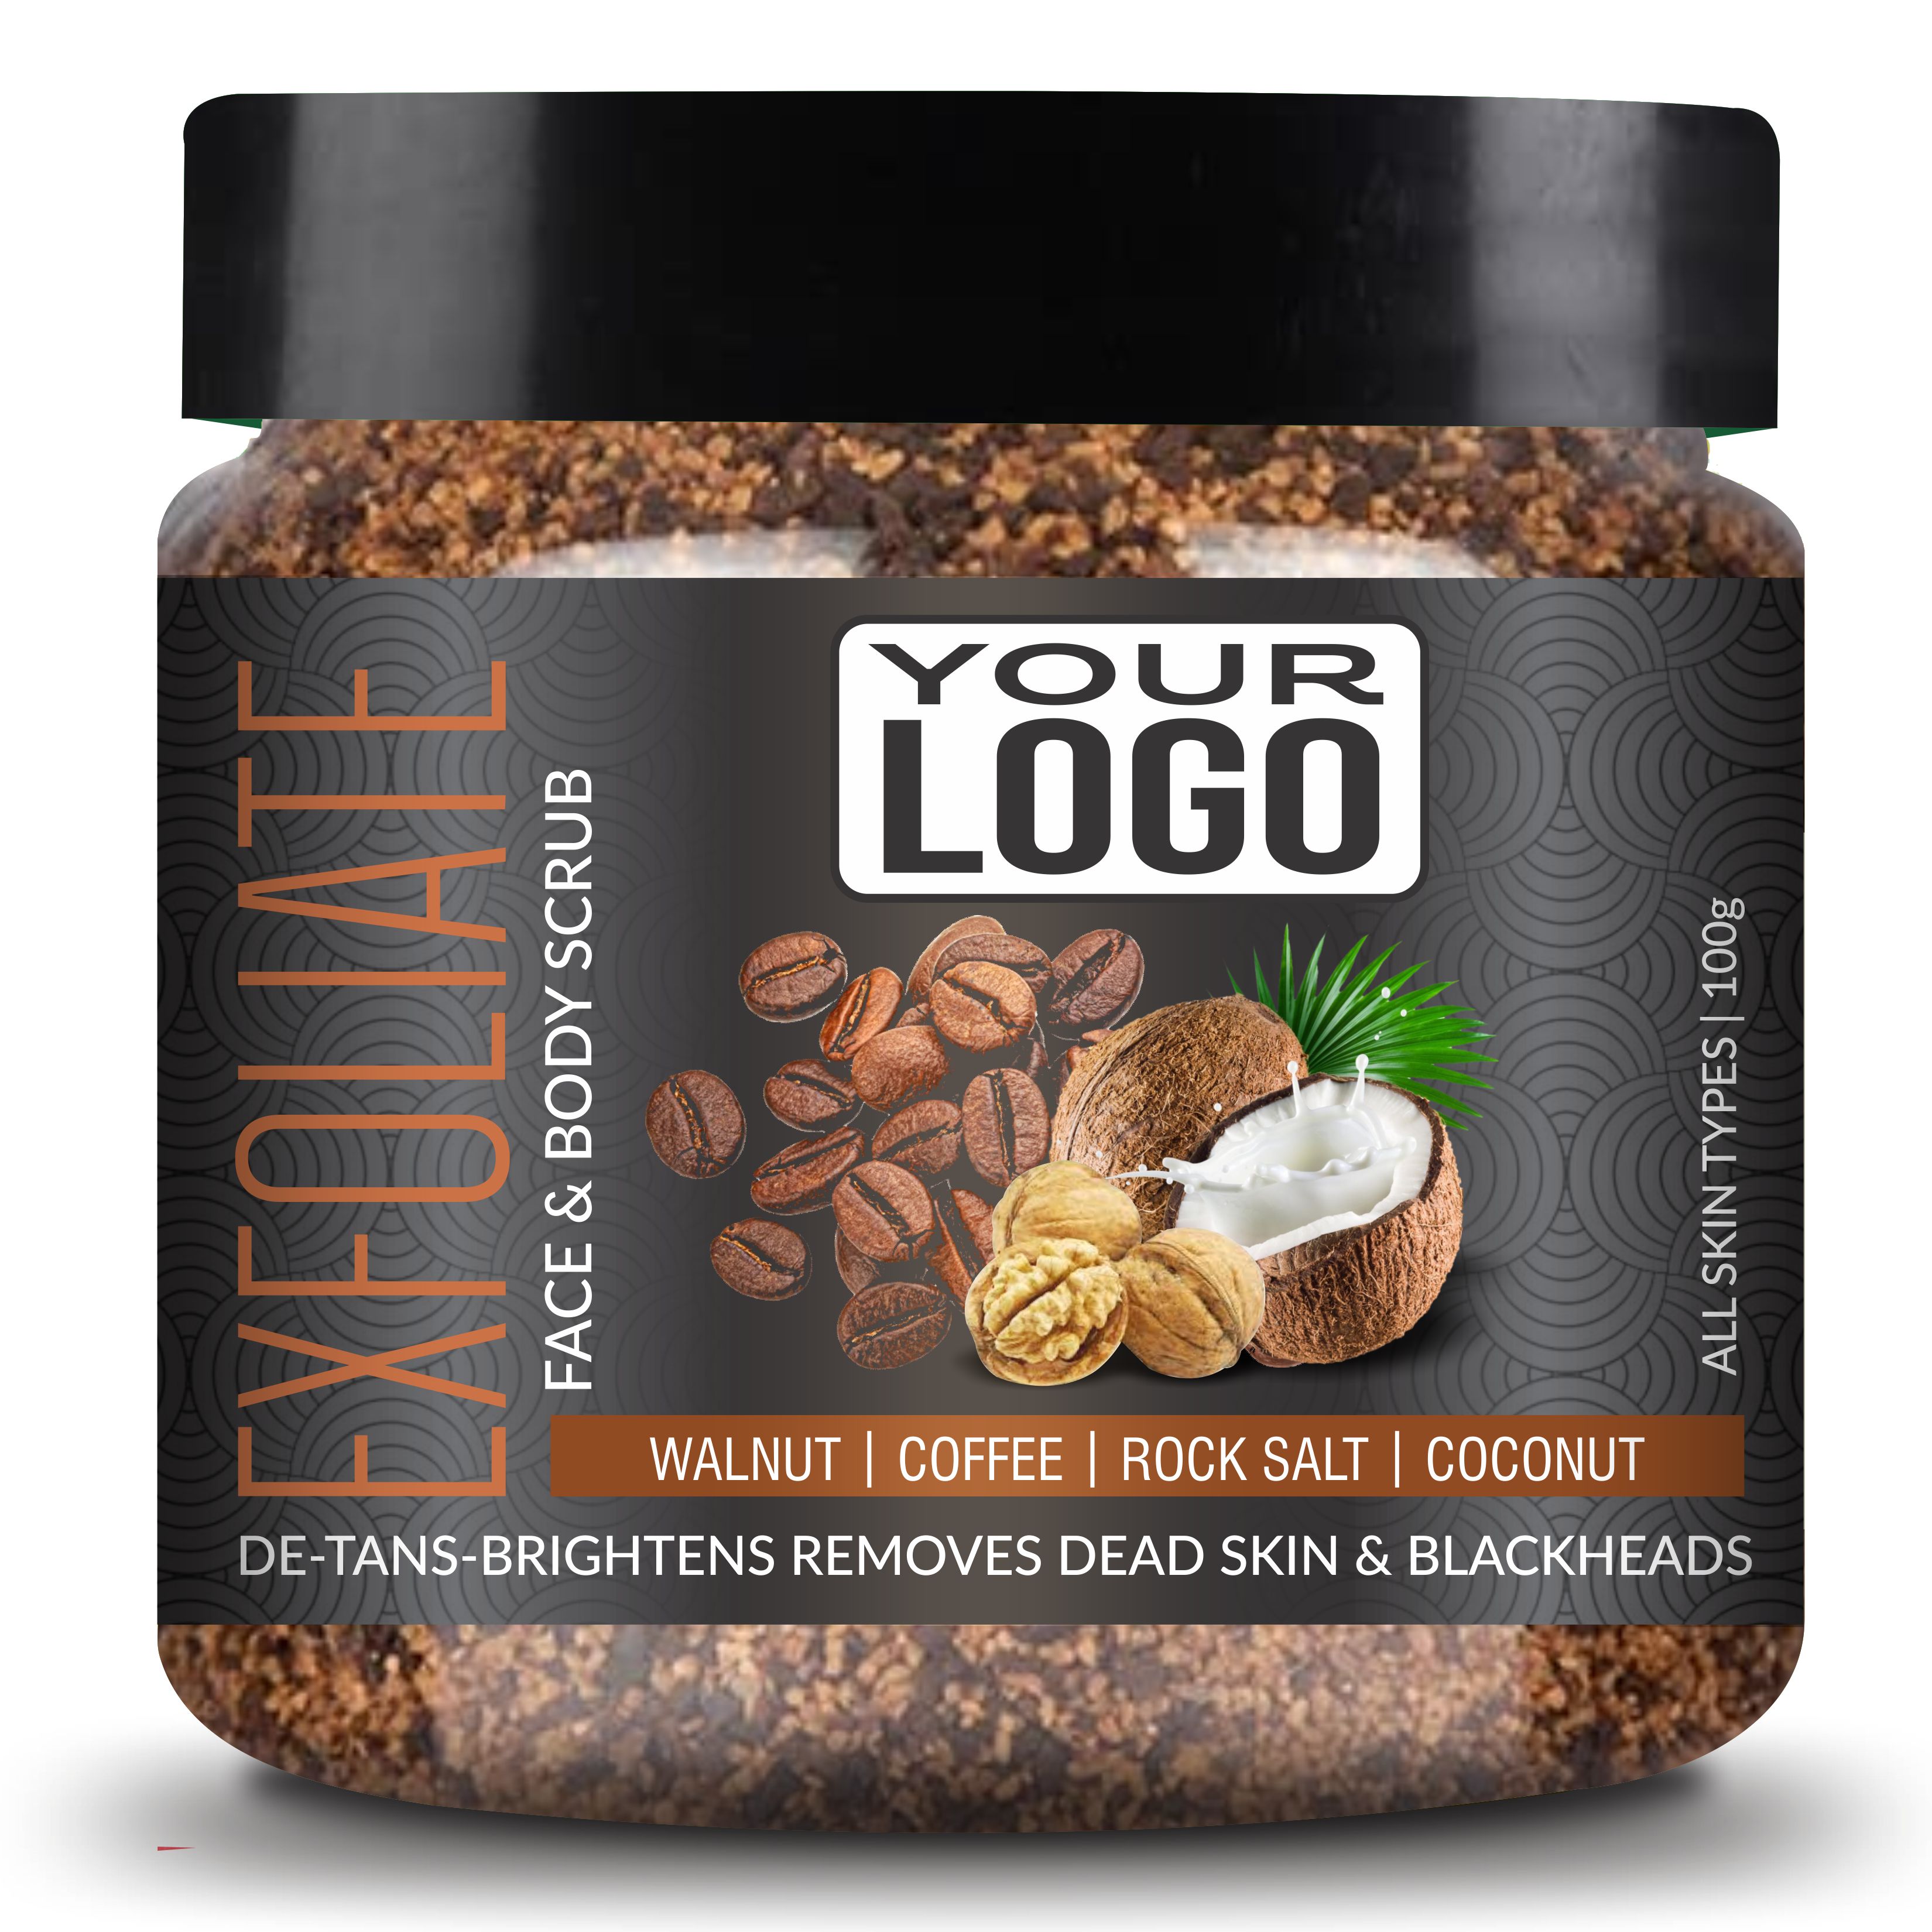 YOUR
LOGO
EXFOLIATE
FACE & BODY SCRUB
ALL SKIN TYPES | 100g
WALNUT | COFFEE | ROCK SALT | COCONUT
DE-TANS-BRIGHTENS REMOVES DEAD SKIN & BLACKHEADS